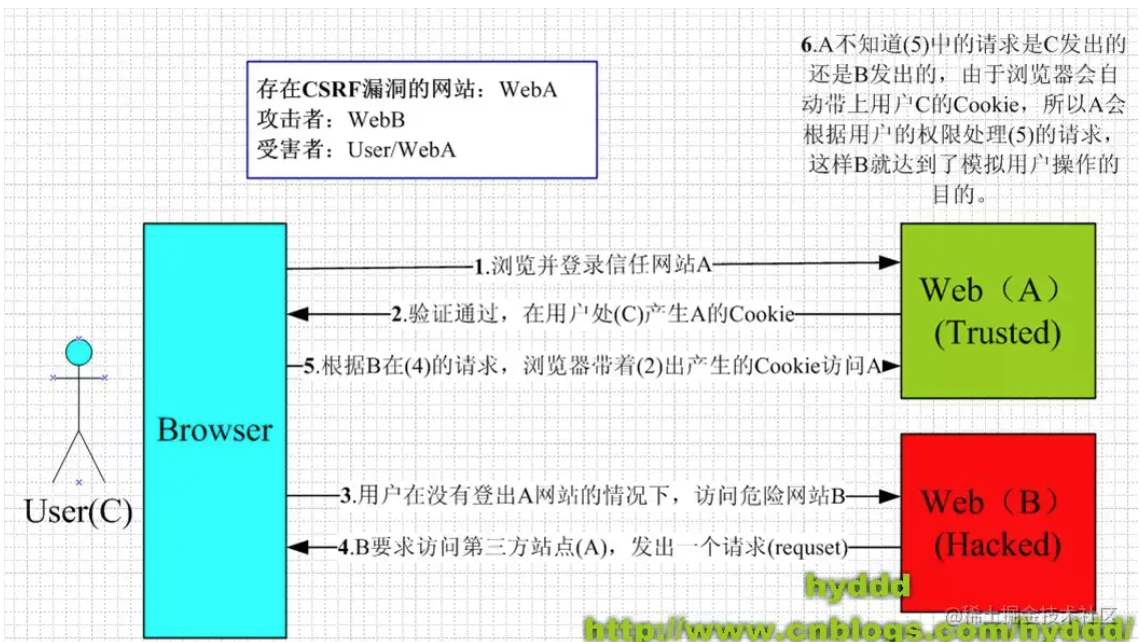 存在CSRF漏洞的网站：WebA
攻击者：WebB
受害者：User/WebA
6.A不知道(5)中的请求是C发出的
还是B发出的，由于浏览器会自
动带上用户C的Cookie，所以A会
根据用户的权限处理(5)的请求，
这样B就达到了模拟用户操作的
目的。
1.浏览并登录信任网站A
2.验证通过，在用户处(C)产生A的Cookie
5.根据B在(4)的请求，浏览器带着(2)出产生的Cookie访问A
3.用户在没有登出A网站的情况下，访问危险网站B
4.B要求访问第三方站点(A)，发出一个请求(requset)
User(C)
Browser
Web（A）
(Trusted)
Web（B）
(Hacked)
hyddd
@稀土掘金技术社区
http://www.cnblogs.com/hyddd/